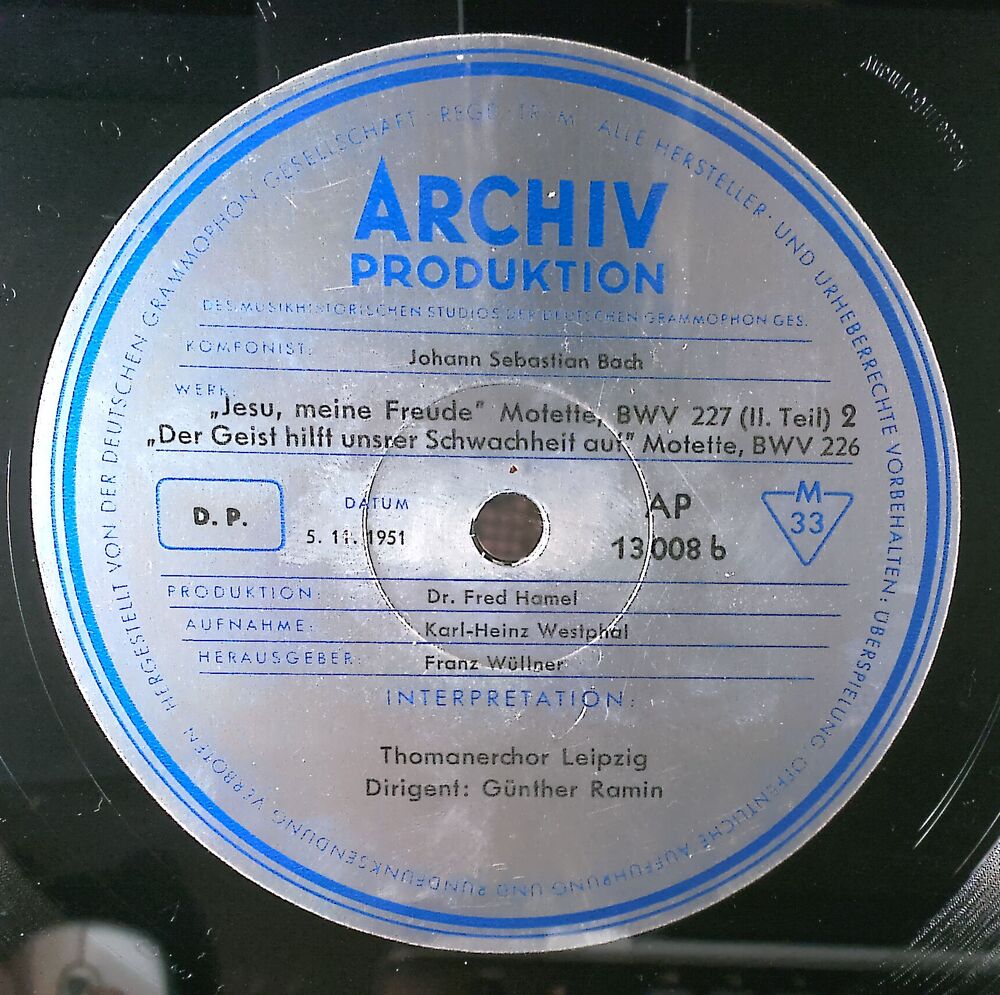 HERGESTELLT VON DER DEUTSCHEN GRAMMOPHON GESELLSCHAFT · REGE · TR · M · ALLE HERSTELLER- UND URHEBERRECHTE VORBEHALTEN. ÜBERSPIELUNG, ÖFFENTLICHE AUFFÜHRUNG UND RUNDFUNKSENDUNG VERBOTEN
ARCHIV
PRODUKTION
DES MUSIKHISTORISCHEN STUDIOS DER DEUTSCHEN GRAMMOPHON GES.
KOMPONIST: Johann Sebastian Bach
WERK:
„Jesu, meine Freude" Motette, BWV 227 (II. Teil) 2
„Der Geist hilft unsrer Schwachheit auf" Motette, BWV 226
D. P.
DATUM
5. 11. 1951
AP
13 008 b
M
33
PRODUKTION: Dr. Fred Hamel
AUFNAHME: Karl-Heinz Westphal
HERAUSGEBER: Franz Wüllner
INTERPRETATION:
Thomanerchor Leipzig
Dirigent: Günther Ramin